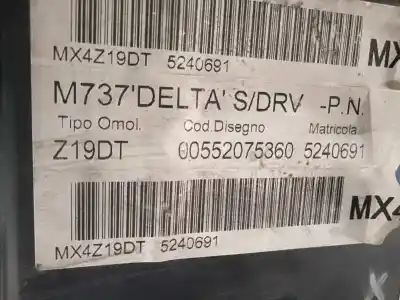 MX4Z19DT 5240691
MX
M737'DELTA' S/DRV -P.N.
Tipo Omol. Cod.Disegno Matricola
Z19DT 00552075360 5240691
MX4
MX4Z19DT 5240691